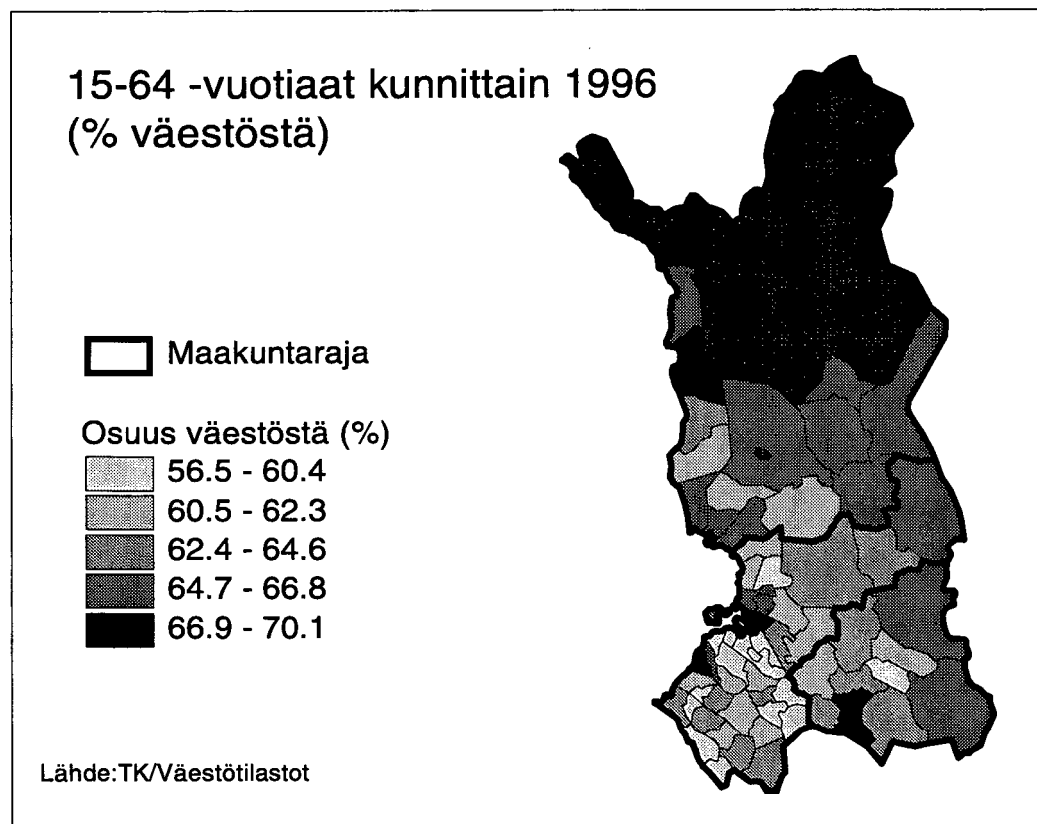 15-64 -vuotiaat kunnittain 1996
(% väestöstä)
Maakuntaraja
Osuus väestöstä (%)
56.5 - 60.4
60.5 - 62.3
62.4 - 64.6
64.7 - 66.8
66.9 - 70.1
Lähde:TK/Väestötilastot